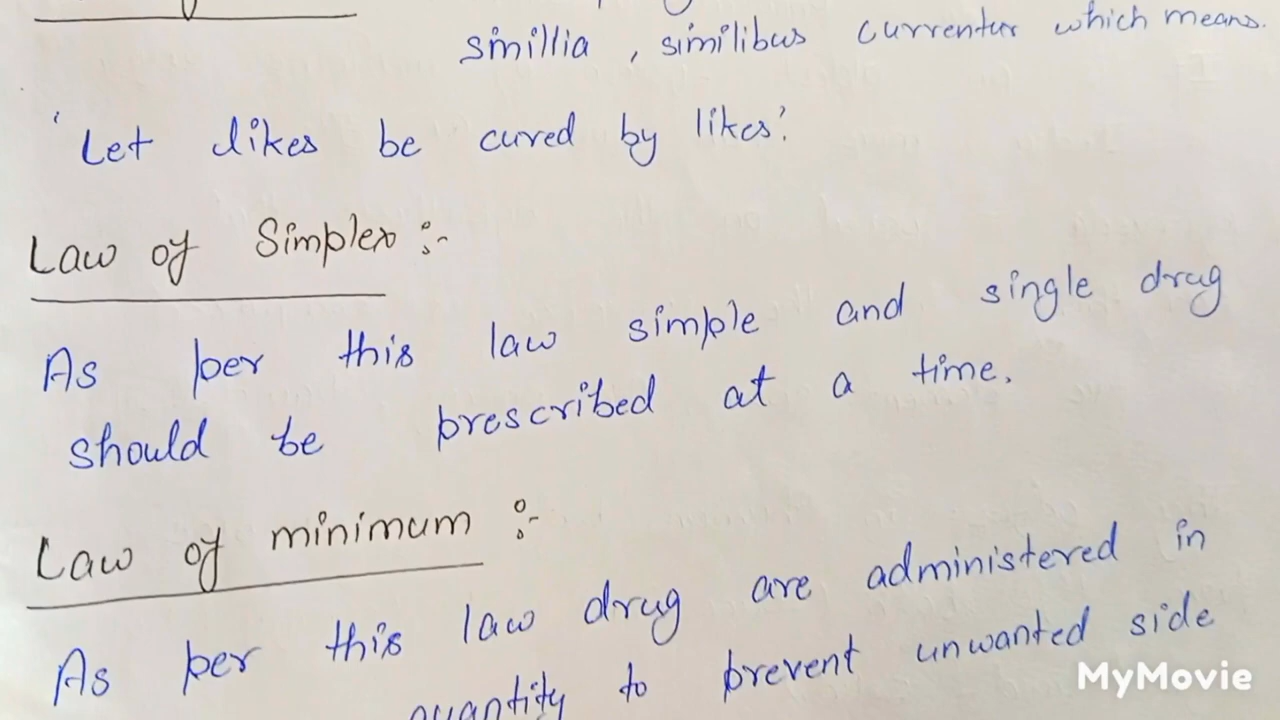 smillia , similibus currentur which means.
'Let likes be cured by likes'.
Law of Simplex :-
As per this law simple and single drug
should be prescribed at a time.
Law of minimum :-
As per this law drug are administered in
quantity to prevent unwanted side
MyMovie